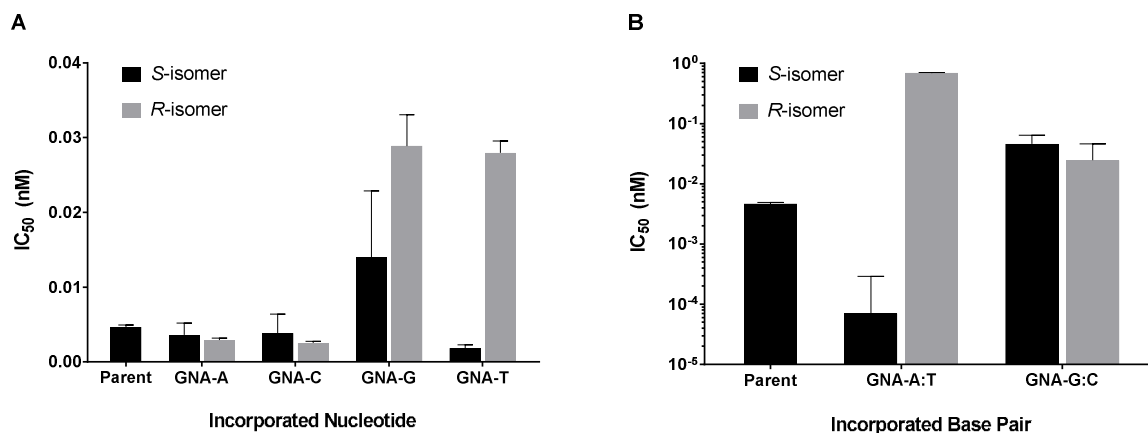 A
IC50 (nM)
0.04
0.03
0.02
0.01
0.00
S-isomer
R-isomer
Parent
GNA-A
GNA-C
GNA-G
GNA-T
Incorporated Nucleotide
B
IC50 (nM)
10^0
10^-1
10^-2
10^-3
10^-4
10^-5
S-isomer
R-isomer
Parent
GNA-A:T
GNA-G:C
Incorporated Base Pair